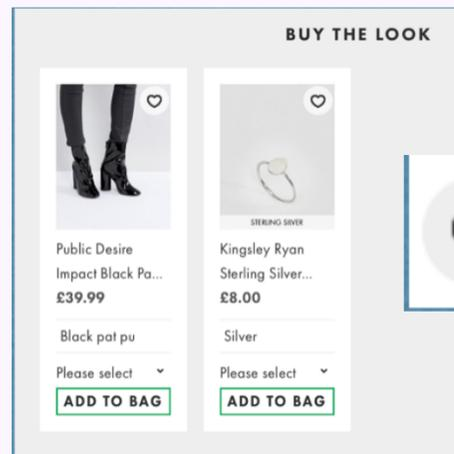 BUY THE LOOK
STERLING SILVER
Public Desire
Impact Black Pa...
£39.99
Black pat pu
Please select
ADD TO BAG
Kingsley Ryan
Sterling Silver...
£8.00
Silver
Please select
ADD TO BAG